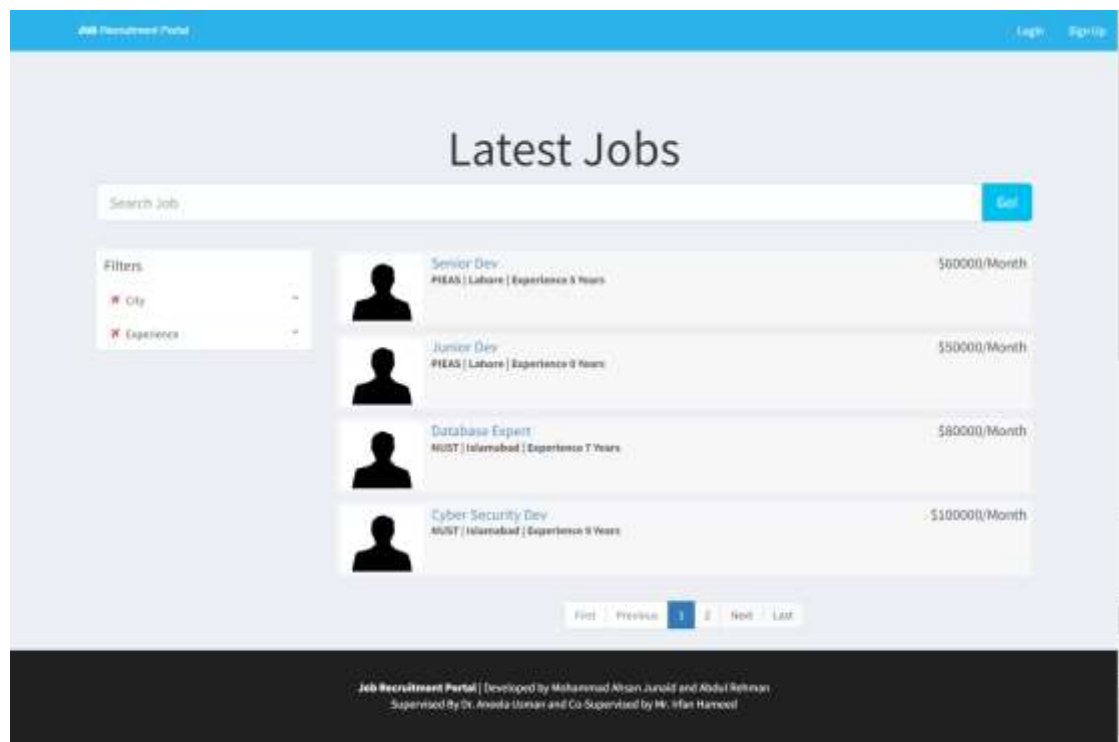 JOB Recruitment Portal
Login
Sign Up
Latest Jobs
Search Job
Go!
Filters
City
Experience
Senior Dev
PIEAS | Lahore | Experience 5 Years
$60000/Month
Junior Dev
PIEAS | Lahore | Experience 0 Years
$50000/Month
Database Expert
NUST | Islamabad | Experience 7 Years
$80000/Month
Cyber Security Dev
NUST | Islamabad | Experience Years
$100000/Month
First Previous 1 2 Next Last
Job Recruitment Portal | Developed by Mohammad Ahsan Junaid and Abdul Rehman
Supervised By Dr. Aneela Usman and Co-Supervised by Mr. Irfan Hameed